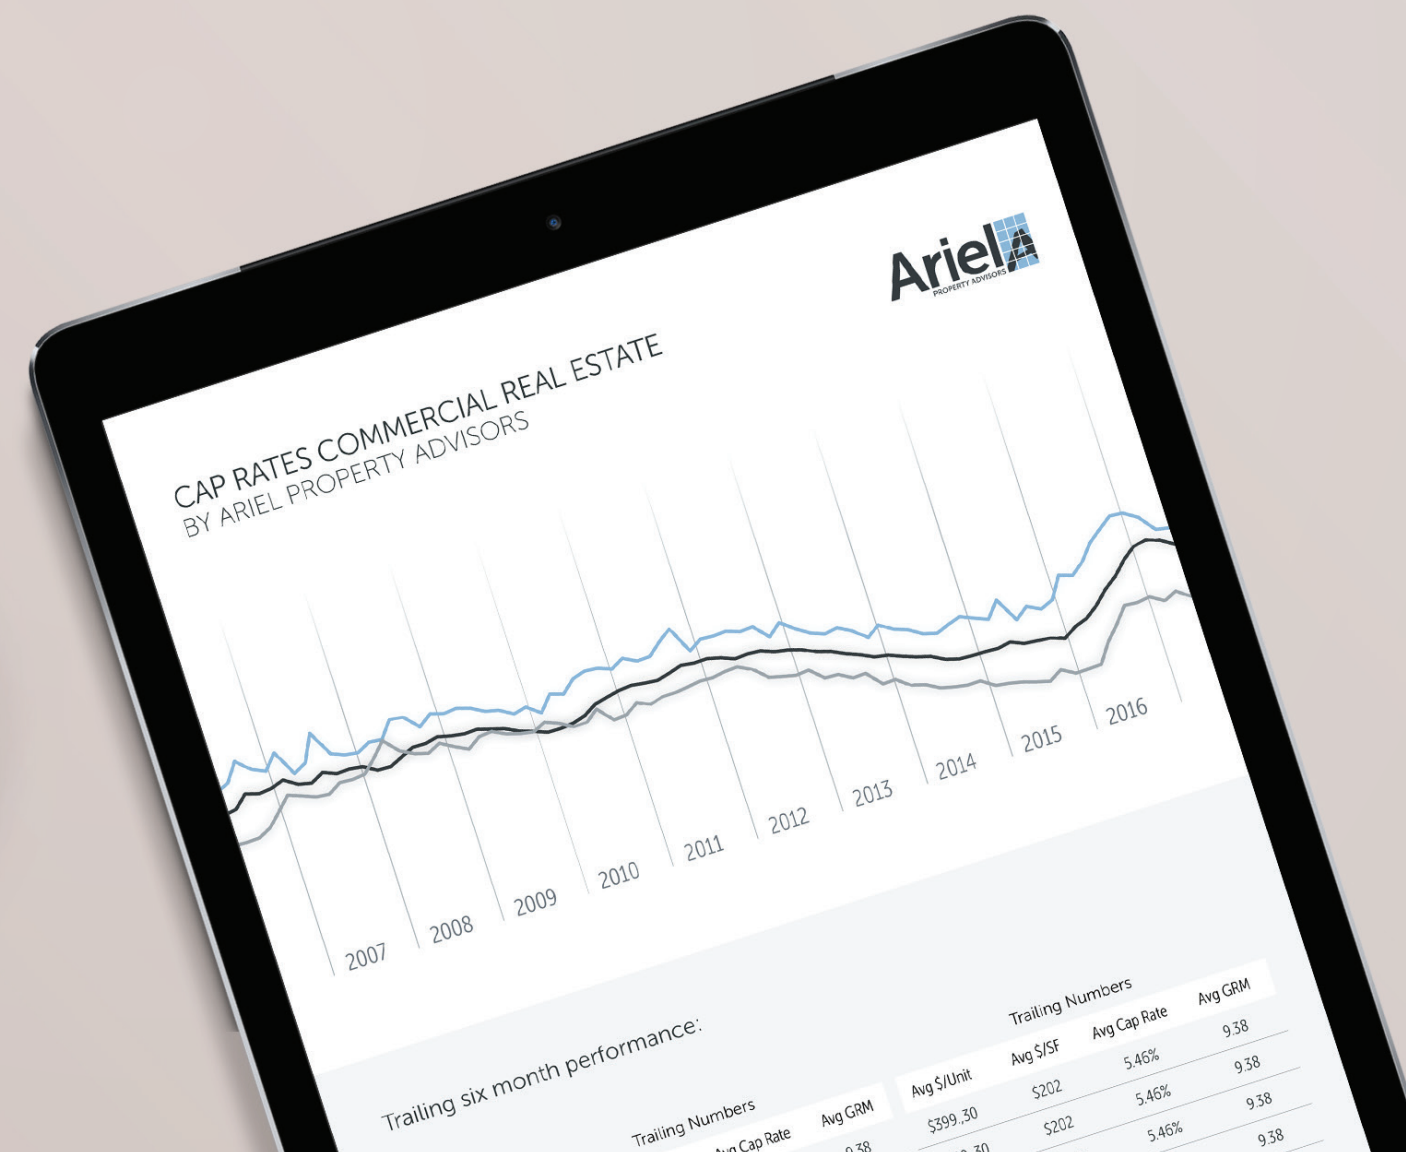 Ariel
PROPERTY ADVISORS
CAP RATES COMMERCIAL REAL ESTATE
BY ARIEL PROPERTY ADVISORS
2007 2008 2009 2010 2011 2012 2013 2014 2015 2016
Trailing six month performance:
Trailing Numbers
Avg $/Unit Avg $/SF Avg Cap Rate Avg GRM
$399.,30 $202 5.46% 9.38
$202 5.46% 9.38
5.46% 9.38
9.38
Trailing Numbers
Cap Rate Avg GRM